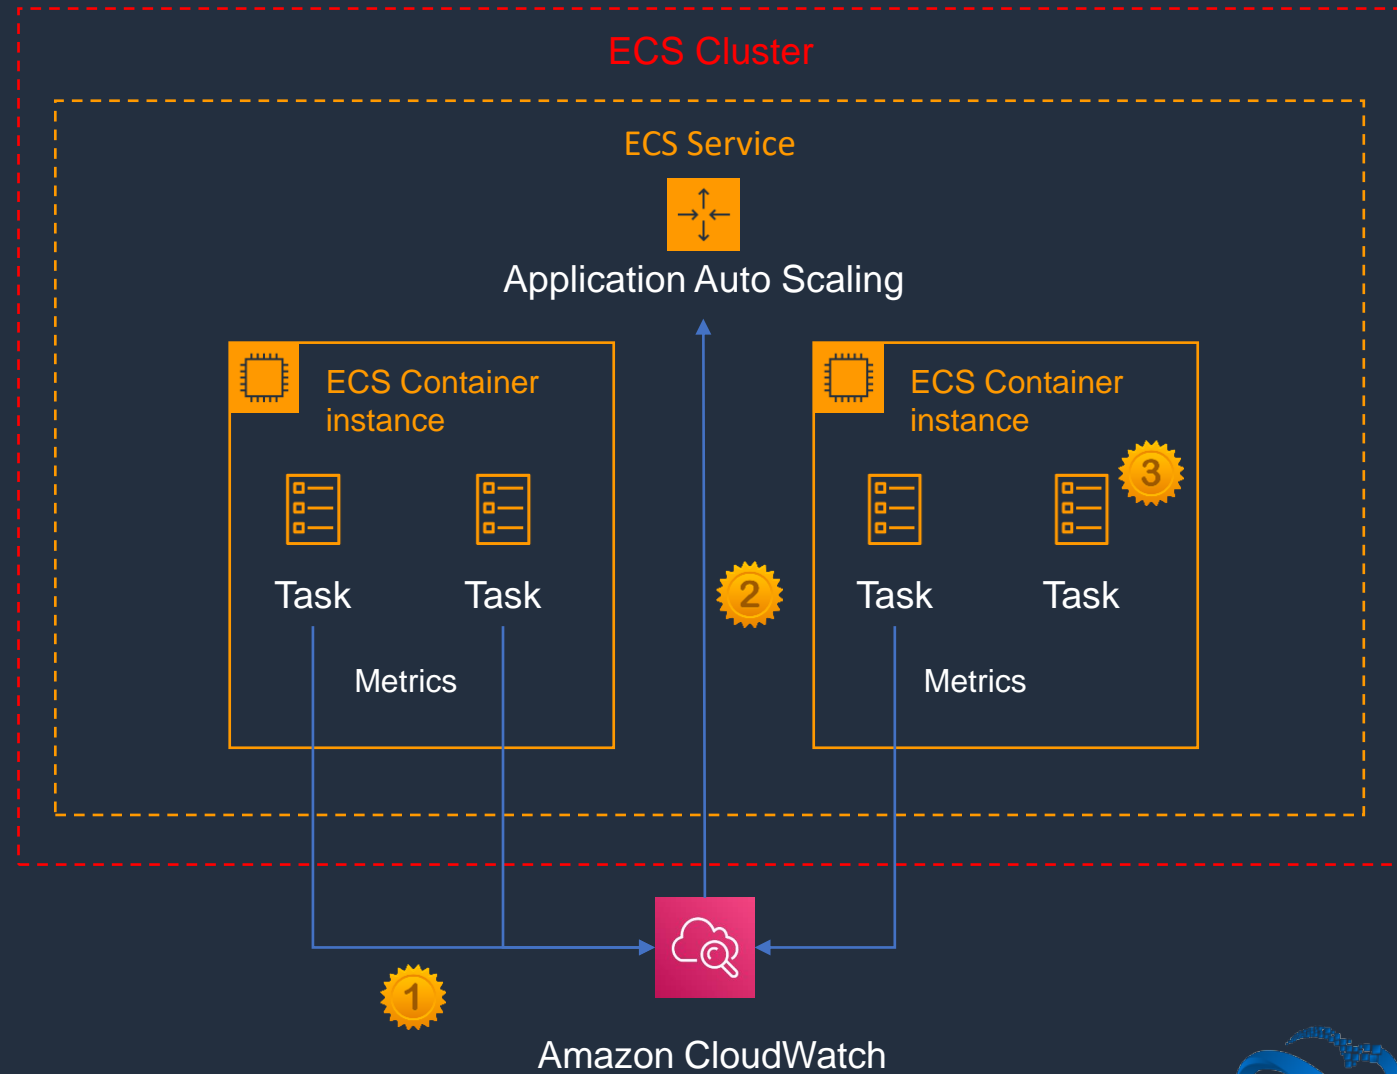 ECS Cluster
ECS Service
Application Auto Scaling
ECS Container
instance
Task
Task
Metrics
ECS Container
instance
3
Task
Task
Metrics
2
1
Amazon CloudWatch